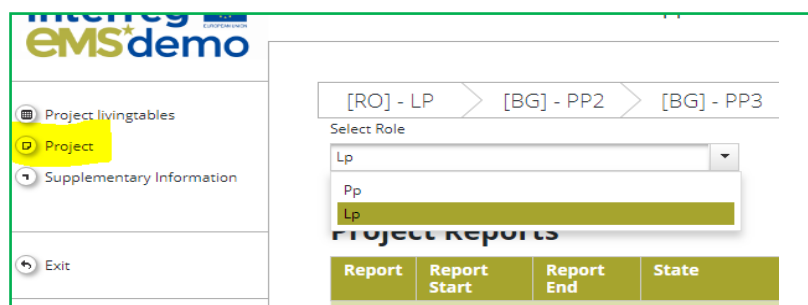 interreg
EUROPEAN UNION
eMS demo
[RO] - LP
[BG] - PP2
[BG] - PP3
Project livingtables
Project
Supplementary Information
Exit
Select Role
Lp
Pp
Lp
Project Reports
Report
Report Start
Report End
State